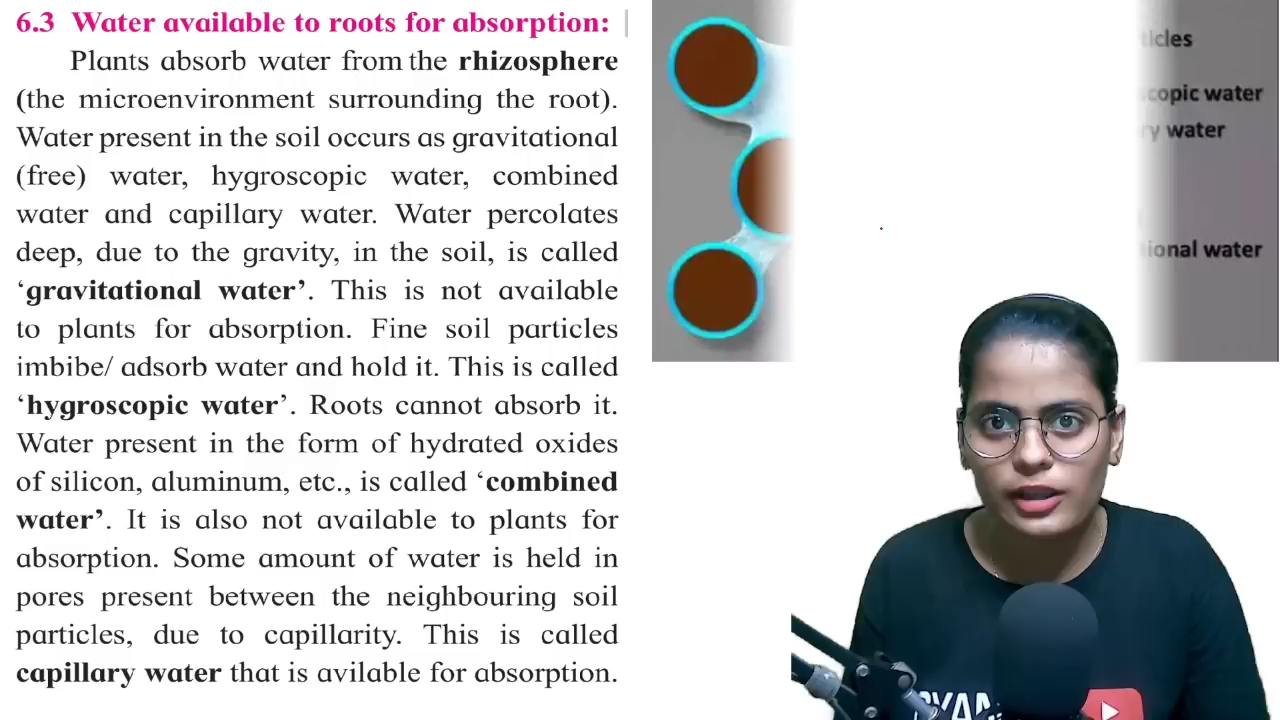 6.3 Water available to roots for absorption:
Plants absorb water from the rhizosphere
(the microenvironment surrounding the root).
Water present in the soil occurs as gravitational
(free) water, hygroscopic water, combined
water and capillary water. Water percolates
deep, due to the gravity, in the soil, is called
‘gravitational water’. This is not available
to plants for absorption. Fine soil particles
imbibe/ adsorb water and hold it. This is called
‘hygroscopic water’. Roots cannot absorb it.
Water present in the form of hydrated oxides
of silicon, aluminum, etc., is called ‘combined
water’. It is also not available to plants for
absorption. Some amount of water is held in
pores present between the neighbouring soil
particles, due to capillarity. This is called
capillary water that is avilable for absorption.
water
water
water